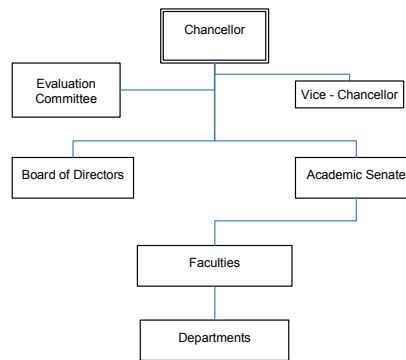 Chancellor
Evaluation
Committee
Vice - Chancellor
Board of Directors
Academic Senate
Faculties
Departments